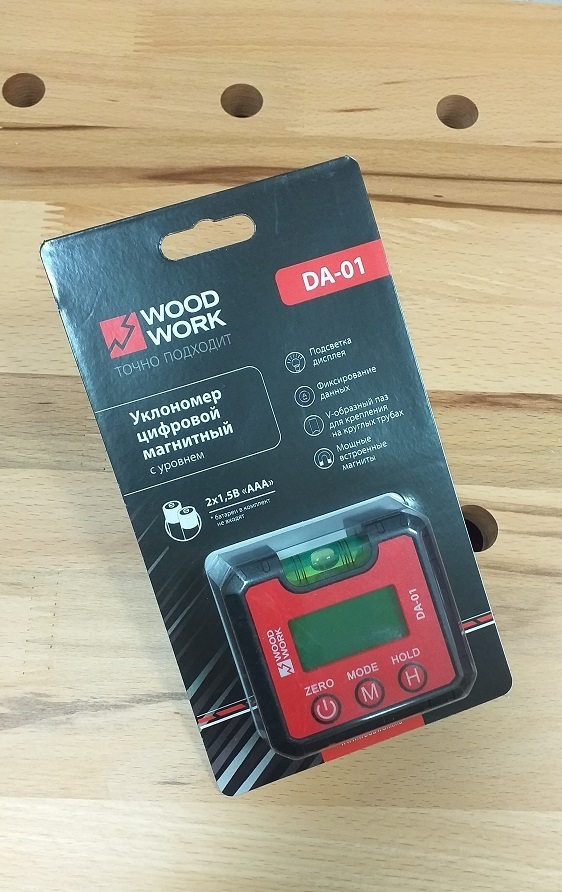 DA-01
WOOD
WORK
ТОЧНО ПОДХОДИТ
Подсветка
дисплея
Фиксирование
данных
V-образный паз
для крепления
на круглых трубах
Мощные
встроенные
магниты
Уклономер
цифровой
магнитный
с уровнем
2x1,5В «ААА»
* батареи в комплект
не входят
WOOD
WORK
DA-01
ZERO MODE HOLD
M H